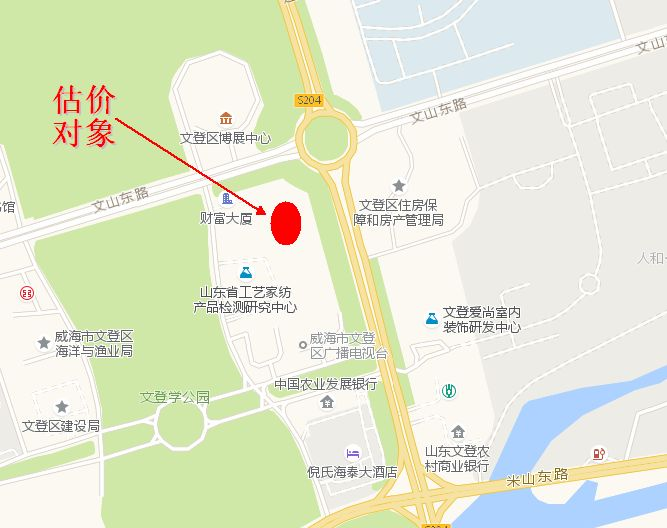 文山东路
S204
估价
对象
文山东路
文登区博展中心
文山东路
书馆
财富大厦
文登区住房保
障和房产管理局
人和
山东省工艺家纺
产品检测研究中心
文登爱尚室内
装饰研发中心
威海市文登区
海洋与渔业局
威海市文登
区广播电视台
中国农业发展银行
文登学公园
文登区建设局
山东文登农
村商业银行
倪氏海泰大酒店
米山东路
S204